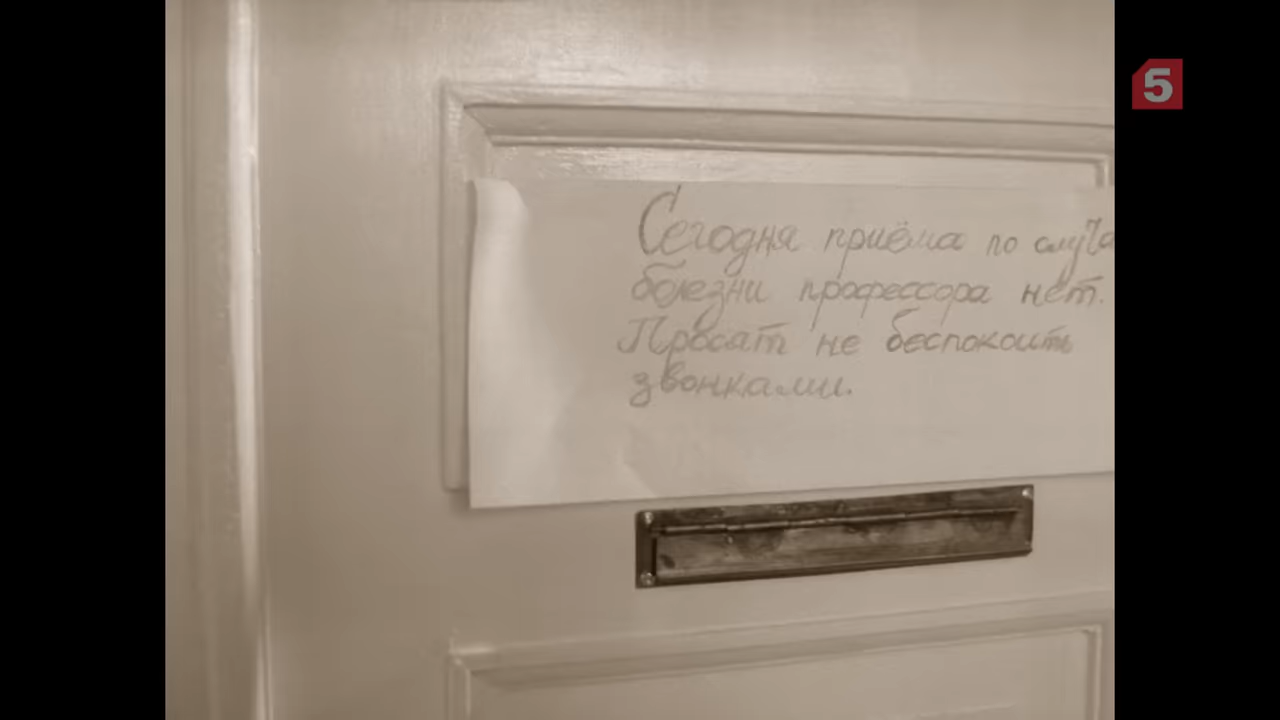 Сегодня приёма по случа
болезни профессора нет.
Просят не беспокоить
звонками.
5